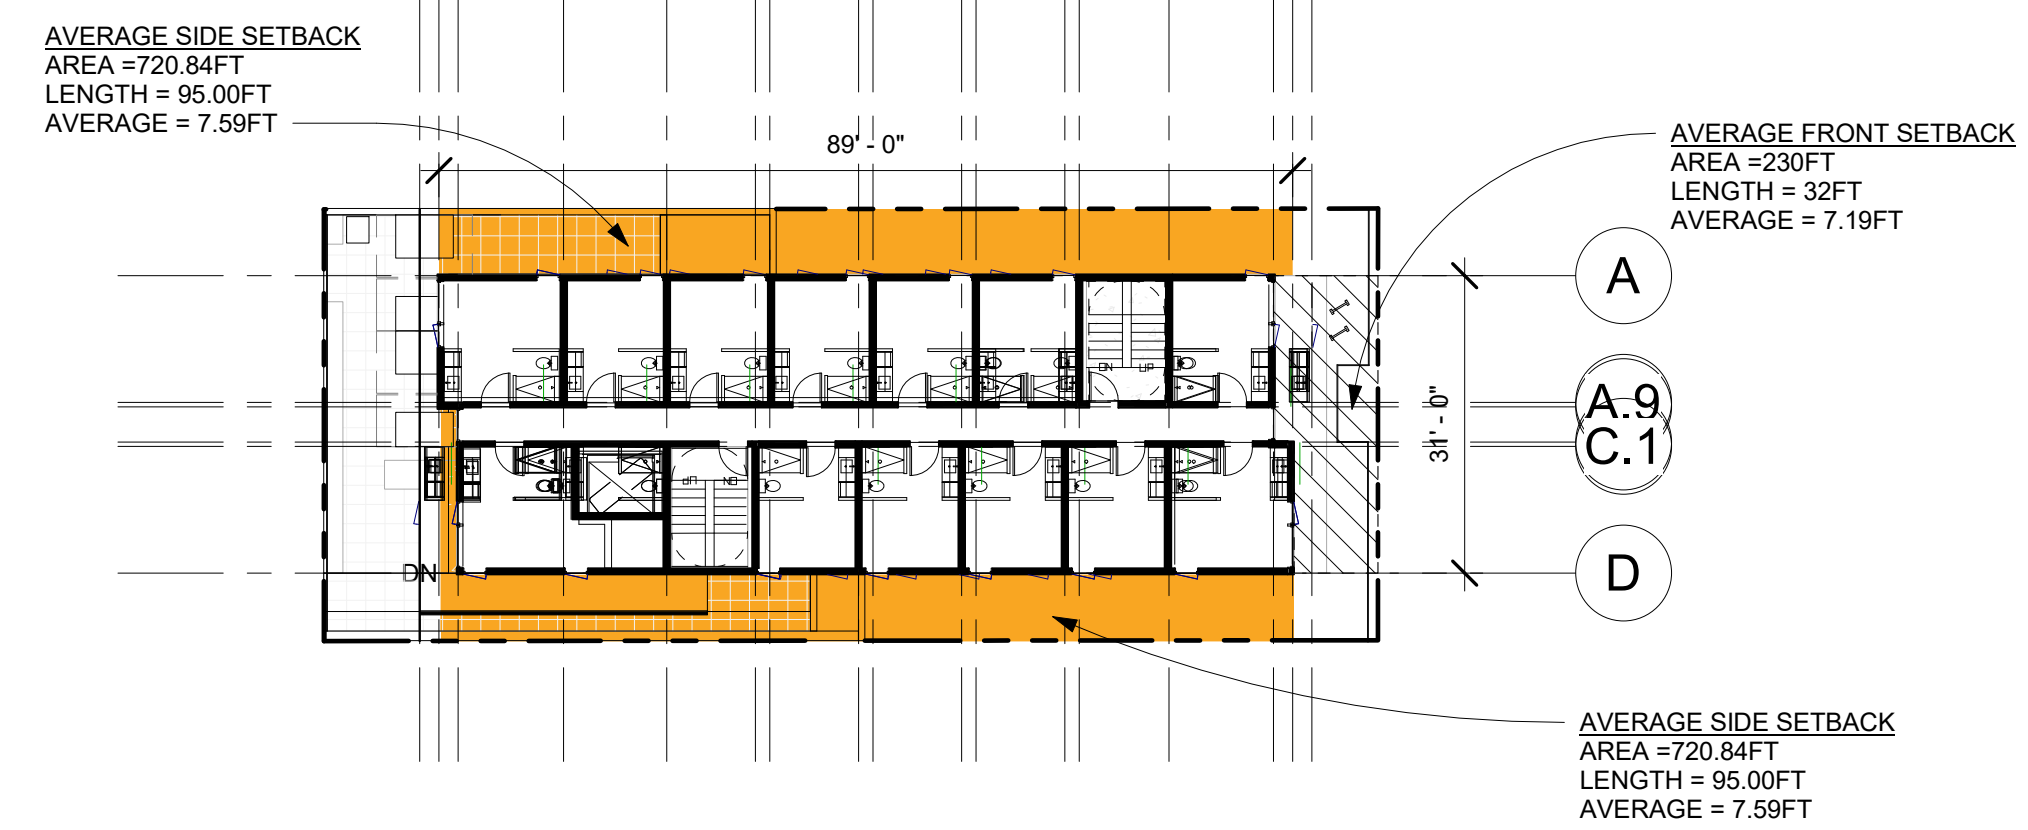 AVERAGE SIDE SETBACK
AREA =720.84FT
LENGTH = 95.00FT
AVERAGE = 7.59FT
89' - 0"
AVERAGE FRONT SETBACK
AREA =230FT
LENGTH = 32FT
AVERAGE = 7.19FT
A
A.9
C.1
31' - 0"
D
DN
UP
UP
DN
DN
AVERAGE SIDE SETBACK
AREA =720.84FT
LENGTH = 95.00FT
AVERAGE = 7.59FT